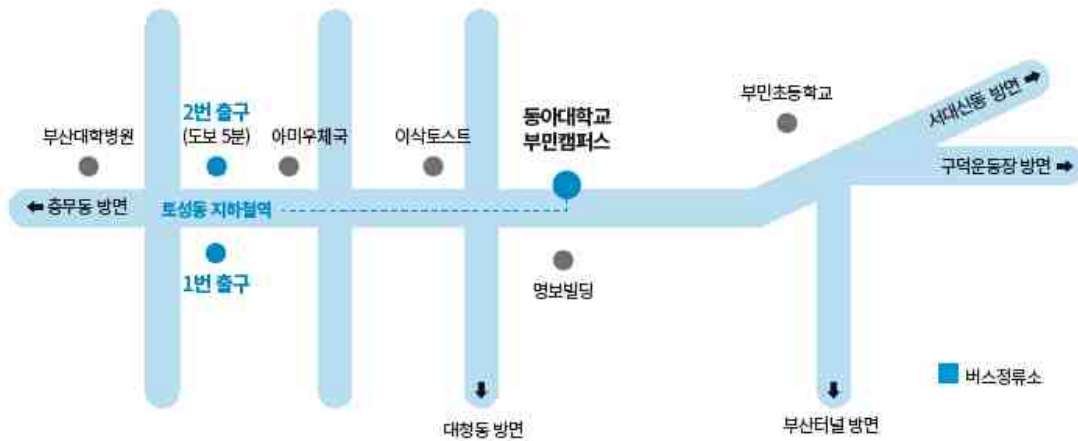 부민초등학교
서대신동 방면
2번 출구
(도보 5분)
동아대학교
부민캠퍼스
부산대학병원
아미우체국
이삭토스트
구덕운동장 방면
충무동 방면
토성동 지하철역
1번 출구
명보빌딩
버스정류소
대청동 방면
부산터널 방면